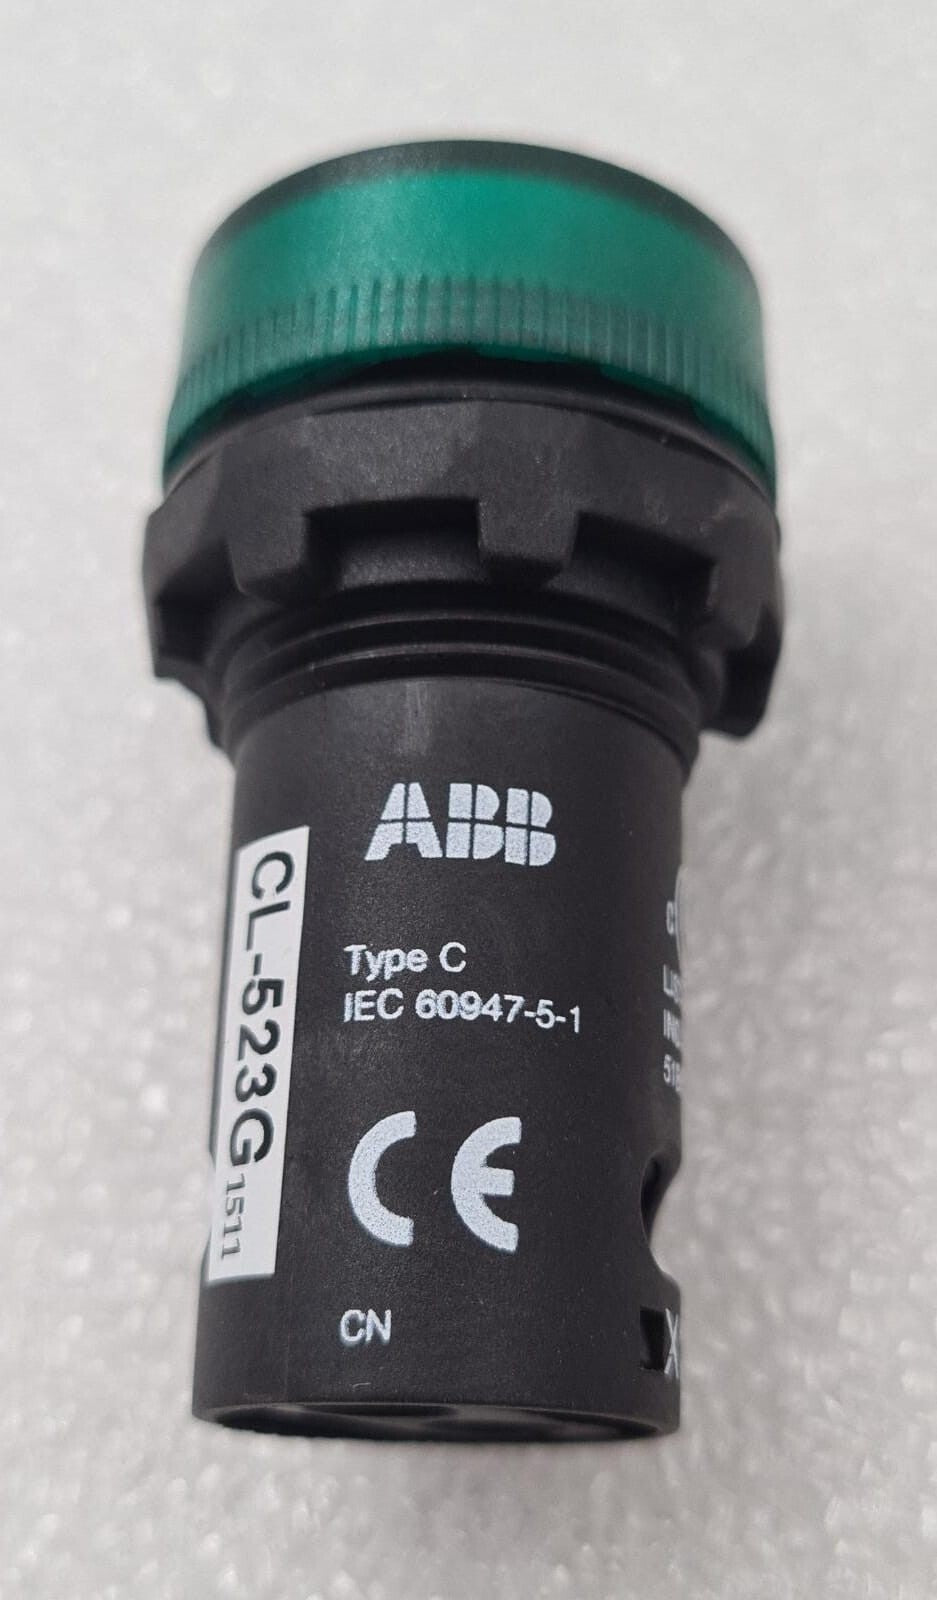 ABB
Type C
IEC 60947-5-1
CE
CN
CL-523G 1511